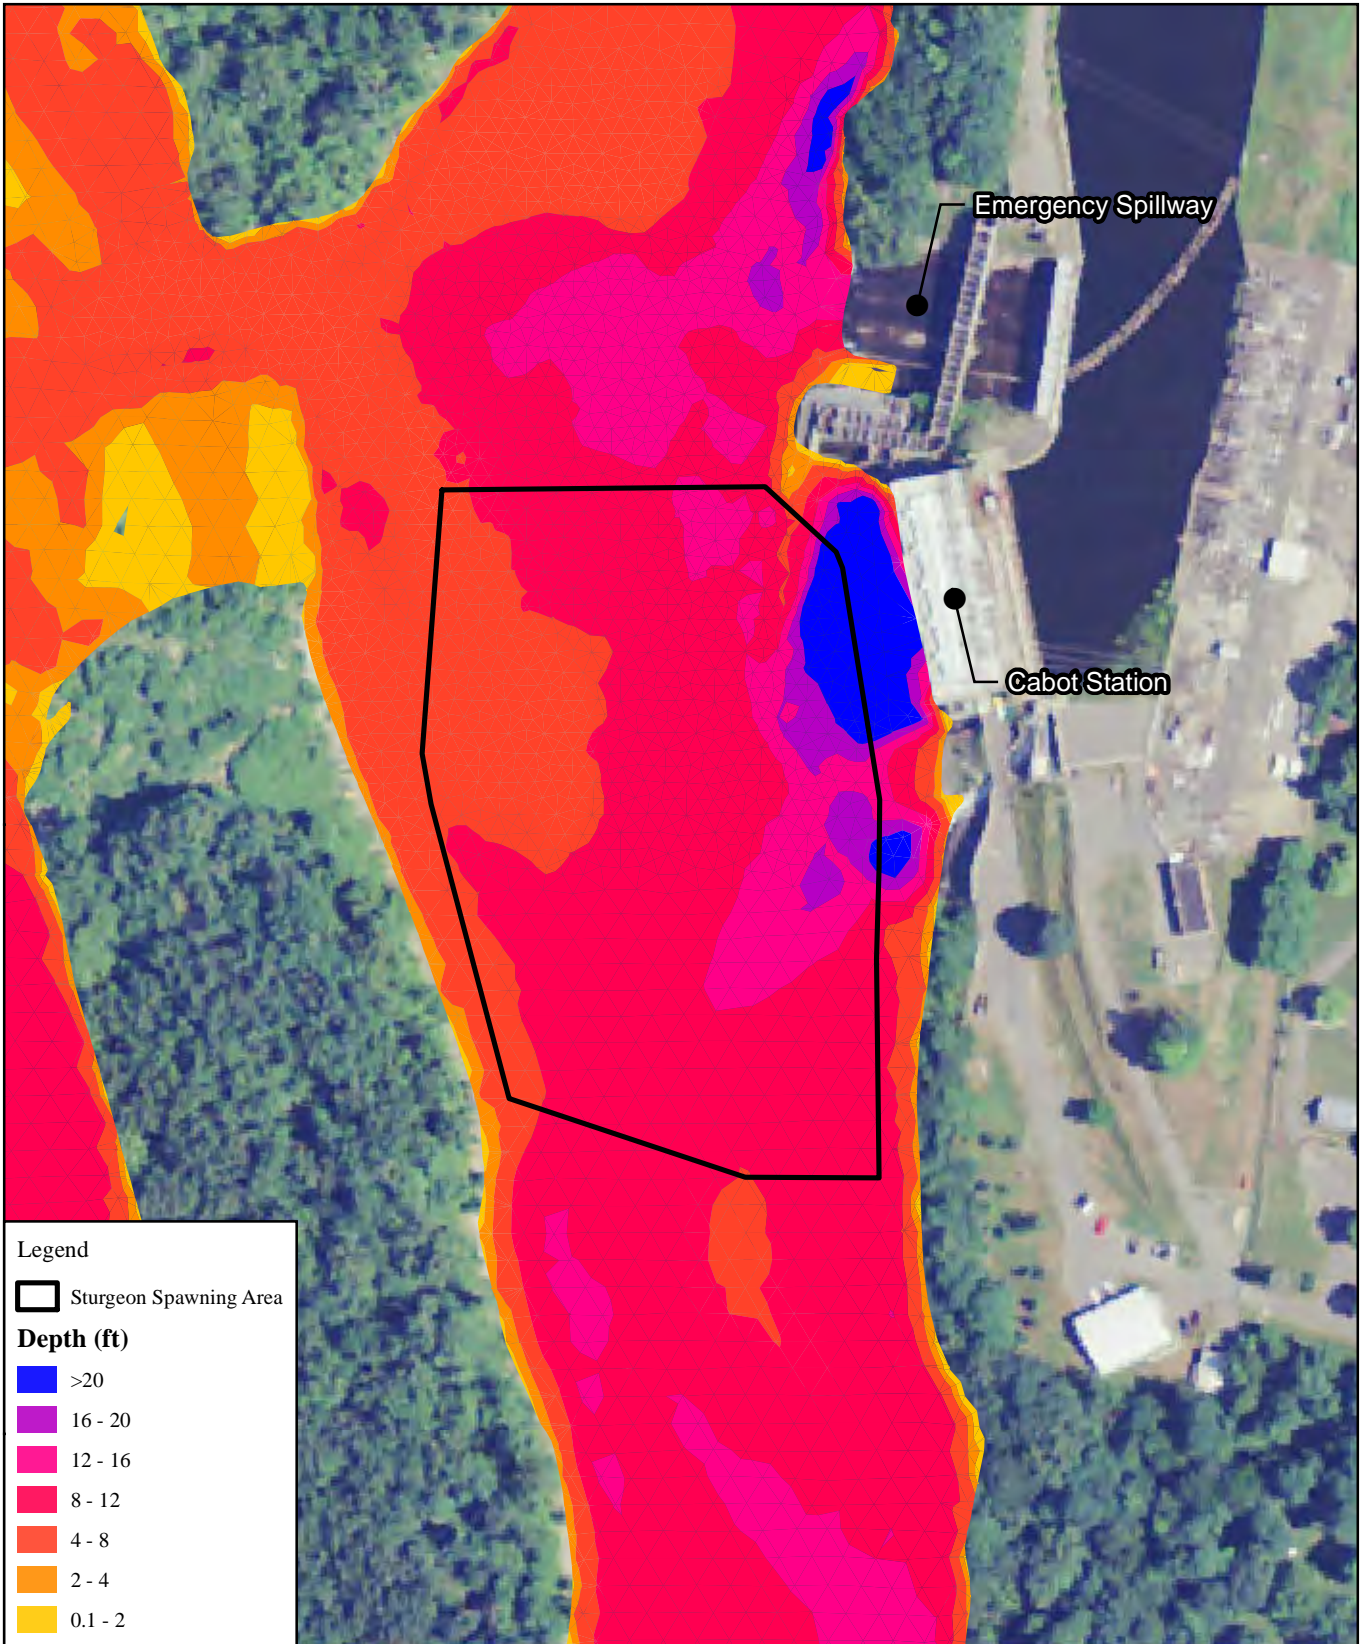 Emergency Spillway
Cabot Station
Legend
Sturgeon Spawning Area
Depth (ft)
>20
16 - 20
12 - 16
8 - 12
4 - 8
2 - 4
0.1 - 2